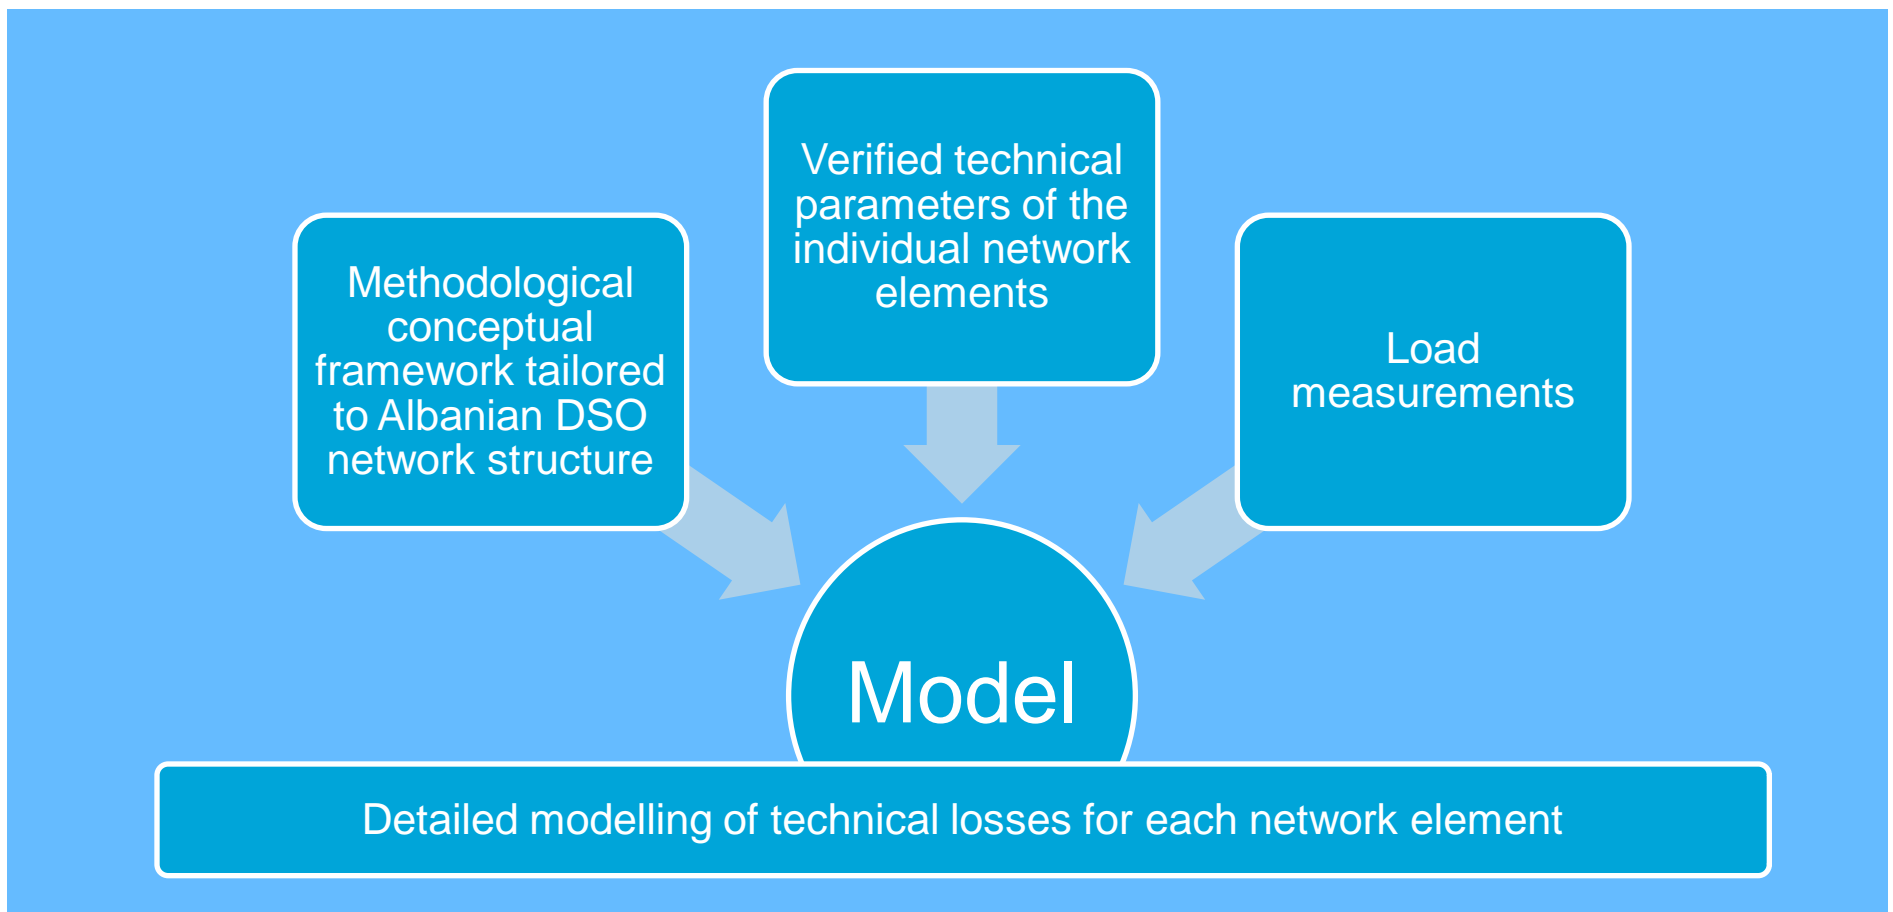 Methodological
conceptual
framework tailored
to Albanian DSO
network structure
Verified technical
parameters of the
individual network
elements
Load
measurements
Model
Detailed modelling of technical losses for each network element